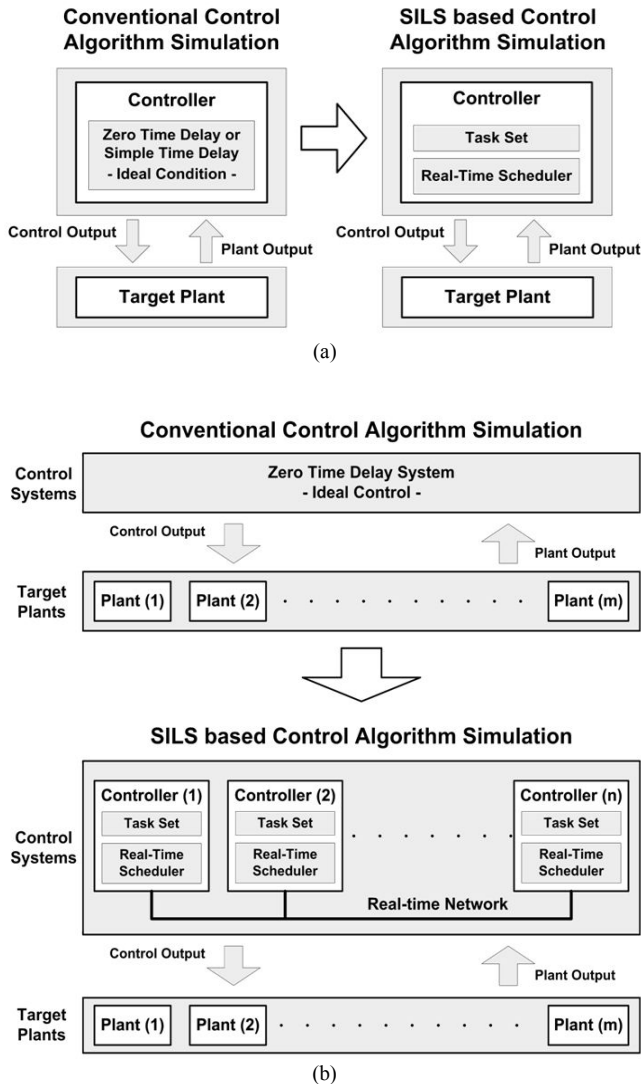 Conventional Control
Algorithm Simulation
SILS based Control
Algorithm Simulation
Controller
Zero Time Delay or
Simple Time Delay
- Ideal Condition -
Controller
Task Set
Real-Time Scheduler
Control Output
Plant Output
Control Output
Plant Output
Target Plant
Target Plant
(a)
Conventional Control Algorithm Simulation
Control
Systems
Zero Time Delay System
- Ideal Control -
Control Output
Plant Output
Target
Plants
Plant (1)
Plant (2)
· · · · · · · · · ·
Plant (m)
SILS based Control Algorithm Simulation
Control
Systems
Controller (1)
Task Set
Real-Time
Scheduler
Controller (2)
Task Set
Real-Time
Scheduler
· · · · · ·
Controller (n)
Task Set
Real-Time
Scheduler
Real-time Network
Control Output
Plant Output
Target
Plants
Plant (1)
Plant (2)
· · · · · · · · · ·
Plant (m)
(b)